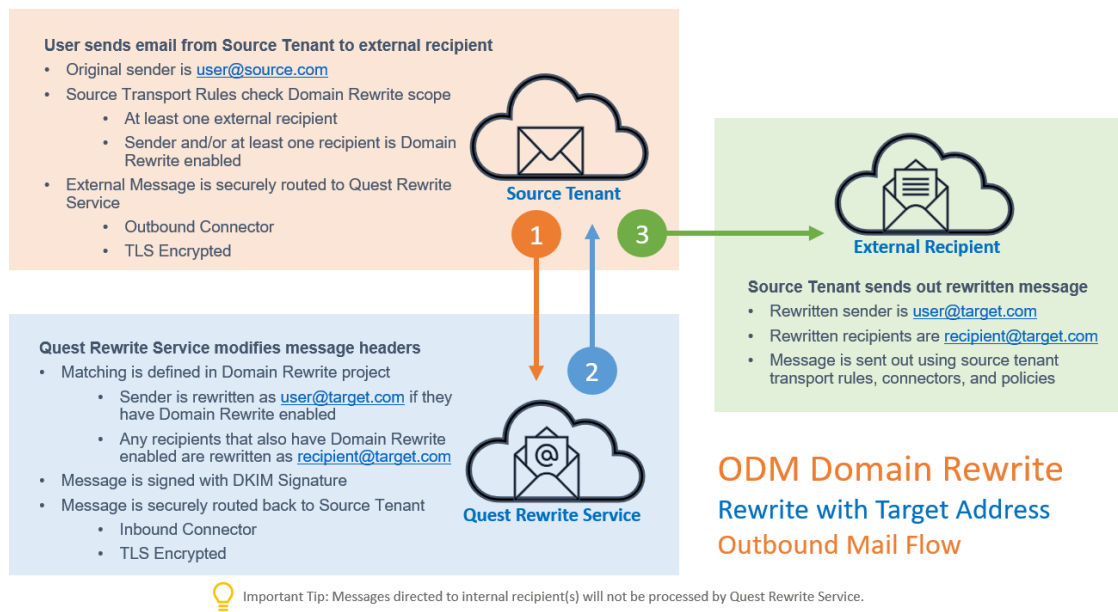 User sends email from Source Tenant to external recipient
• Original sender is user@source.com
• Source Transport Rules check Domain Rewrite scope
• At least one external recipient
• Sender and/or at least one recipient is Domain
Rewrite enabled
• External Message is securely routed to Quest Rewrite
Service
• Outbound Connector
• TLS Encrypted
Source Tenant
1
2
3
External Recipient
Source Tenant sends out rewritten message
• Rewritten sender is user@target.com
• Rewritten recipients are recipient@target.com
• Message is sent out using source tenant
transport rules, connectors, and policies
Quest Rewrite Service modifies message headers
• Matching is defined in Domain Rewrite project
• Sender is rewritten as user@target.com if they
have Domain Rewrite enabled
• Any recipients that also have Domain Rewrite
enabled are rewritten as recipient@target.com
• Message is signed with DKIM Signature
• Message is securely routed back to Source Tenant
• Inbound Connector
• TLS Encrypted
@
Quest Rewrite Service
ODM Domain Rewrite
Rewrite with Target Address
Outbound Mail Flow
Important Tip: Messages directed to internal recipient(s) will not be processed by Quest Rewrite Service.